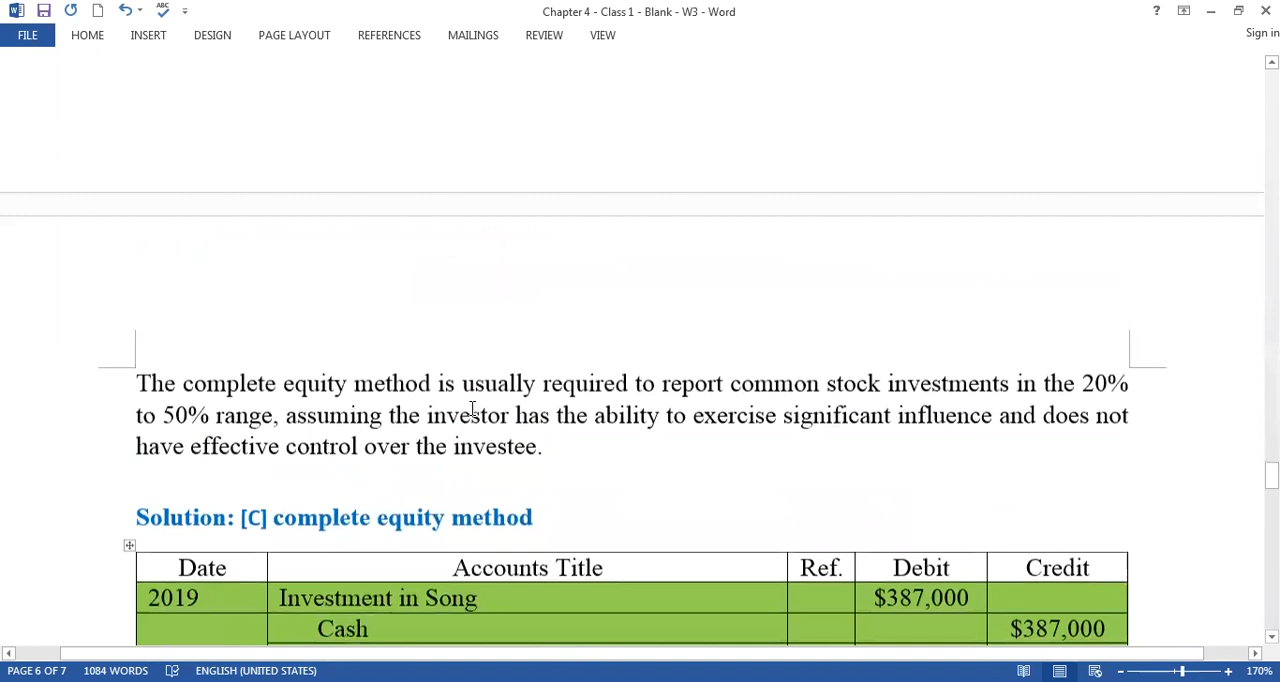 Chapter 4 - Class 1 - Blank - W3 - Word
?
Sign in
FILE HOME INSERT DESIGN PAGE LAYOUT REFERENCES MAILINGS REVIEW VIEW
The complete equity method is usually required to report common stock investments in the 20%
to 50% range, assuming the investor has the ability to exercise significant influence and does not
have effective control over the investee.
Solution: [C] complete equity method
Date Accounts Title Ref. Debit Credit
2019 Investment in Song $387,000
Cash $387,000
PAGE 6 OF 7 1084 WORDS ENGLISH (UNITED STATES) 170%